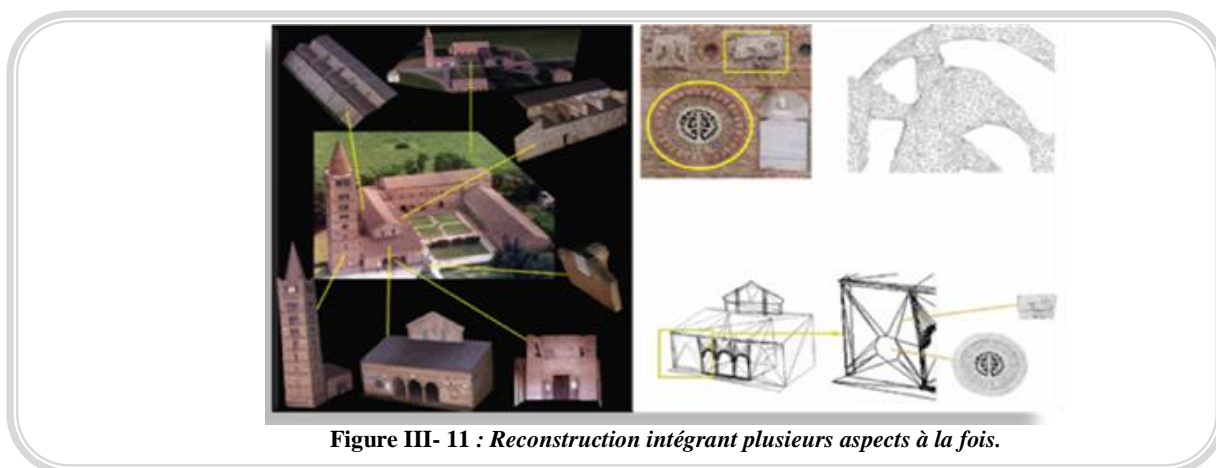 Figure III- 11 : Reconstruction intégrant plusieurs aspects à la fois.